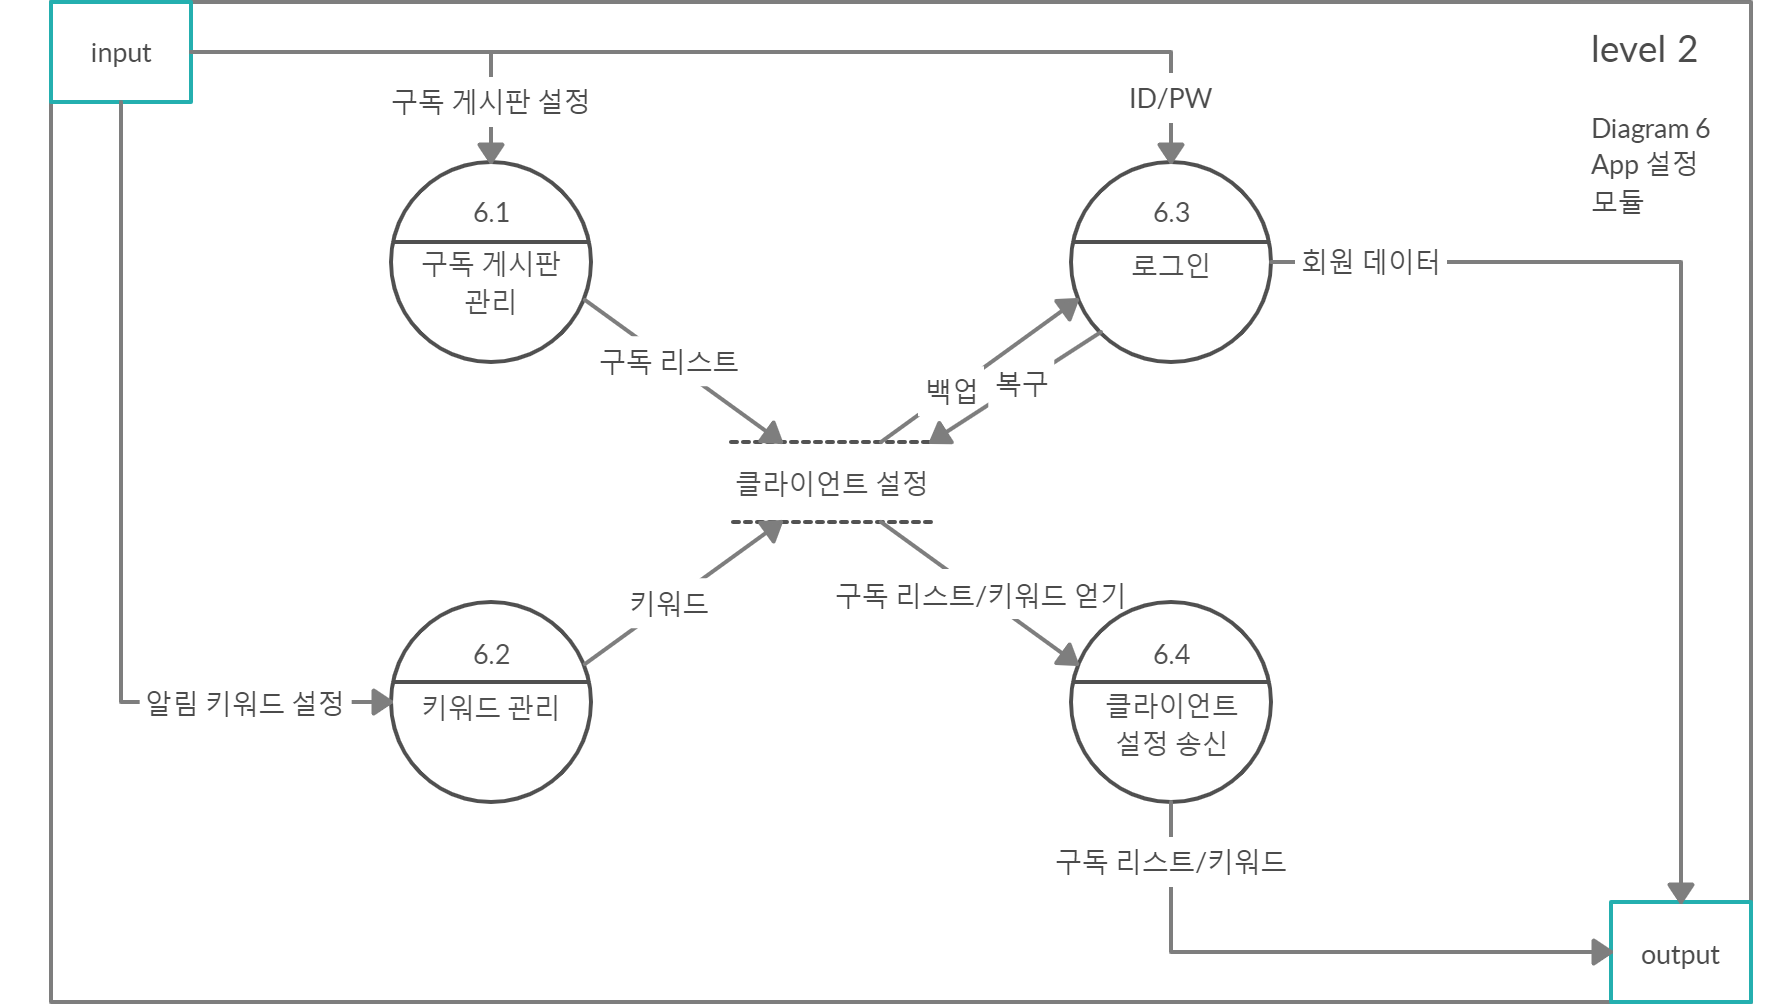 input
level 2
구독 게시판 설정
ID/PW
Diagram 6
App 설정
모듈
6.1
구독 게시판
관리
6.3
로그인
회원 데이터
구독 리스트
백업
복구
클라이언트 설정
키워드
구독 리스트/키워드 얻기
6.2
키워드 관리
알림 키워드 설정
6.4
클라이언트
설정 송신
구독 리스트/키워드
output